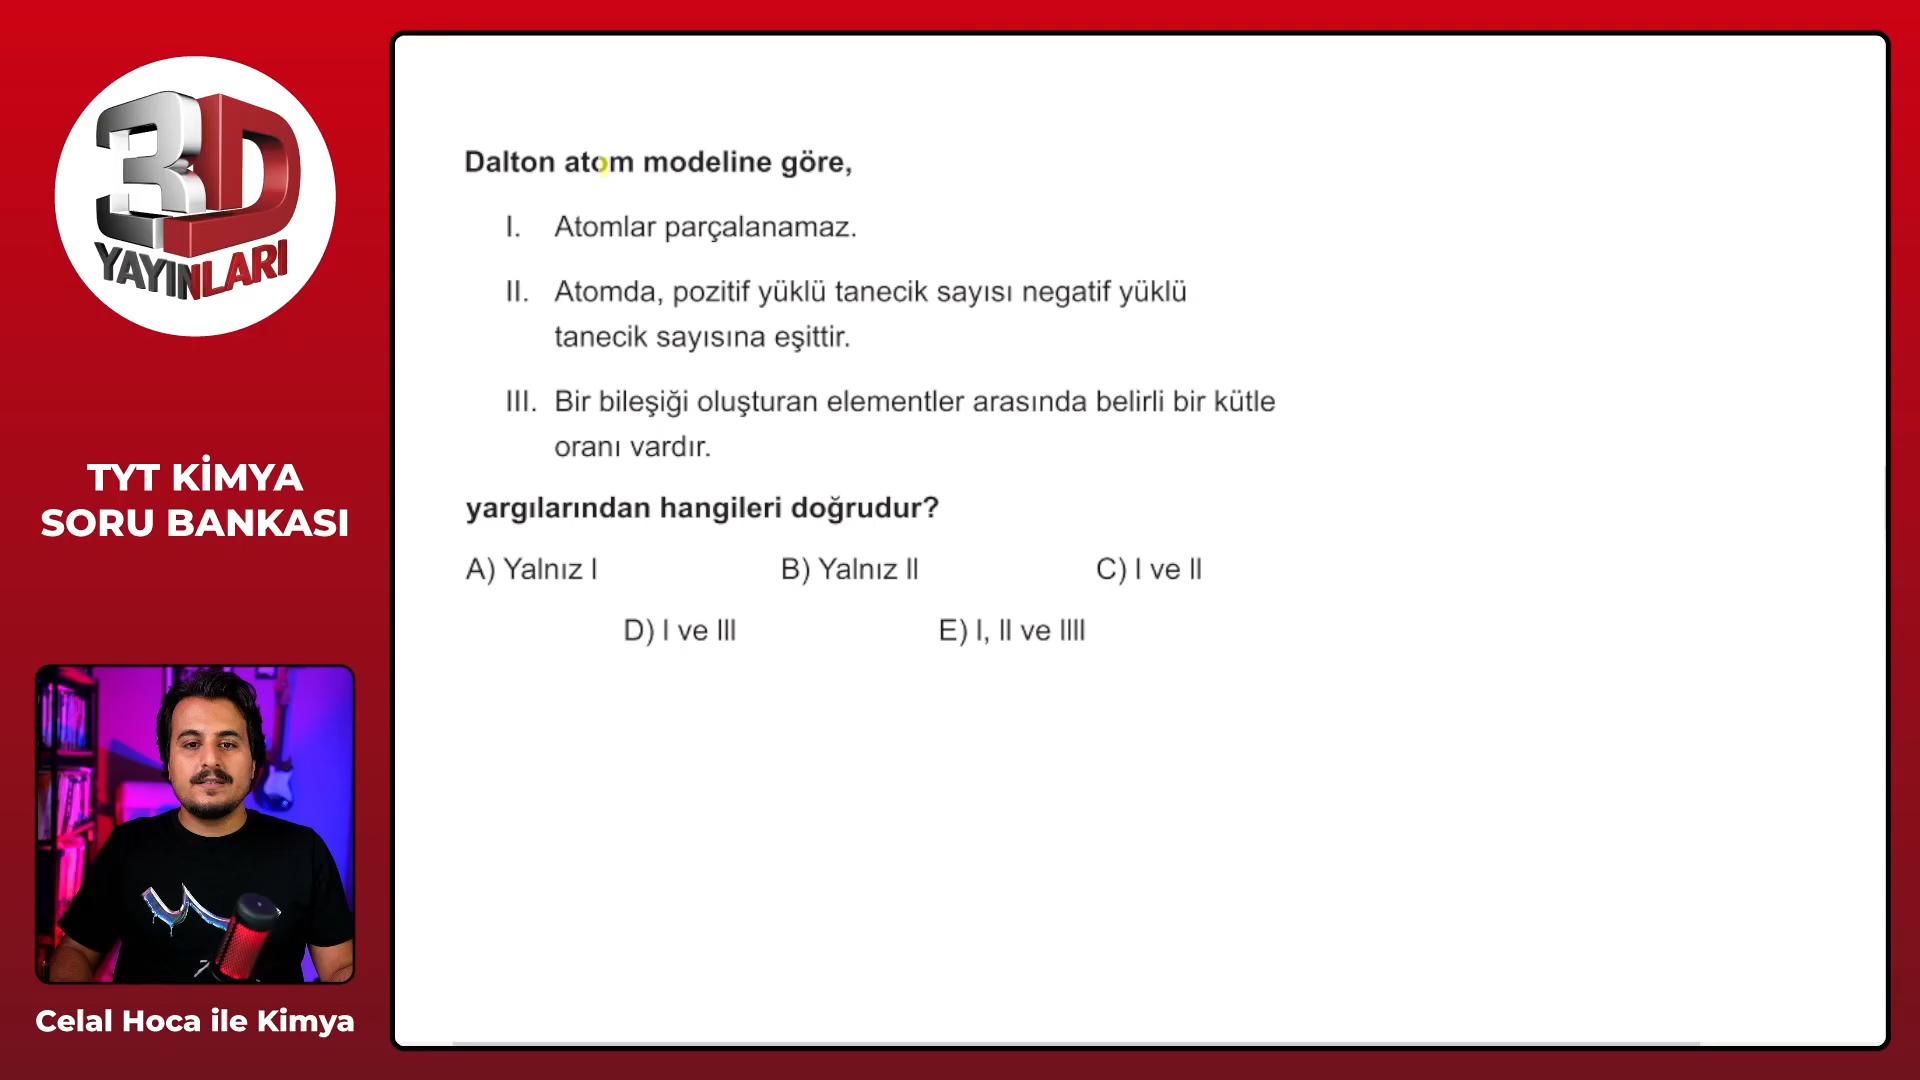 3D
YAYINLARI
TYT KİMYA
SORU BANKASI
Celal Hoca ile Kimya
Dalton atom modeline göre,
I. Atomlar parçalanamaz.
II. Atomda, pozitif yüklü tanecik sayısı negatif yüklü
tanecik sayısına eşittir.
III. Bir bileşiği oluşturan elementler arasında belirli bir kütle
oranı vardır.
yargılarından hangileri doğrudur?
A) Yalnız I B) Yalnız II C) I ve II
D) I ve III E) I, II ve IIII